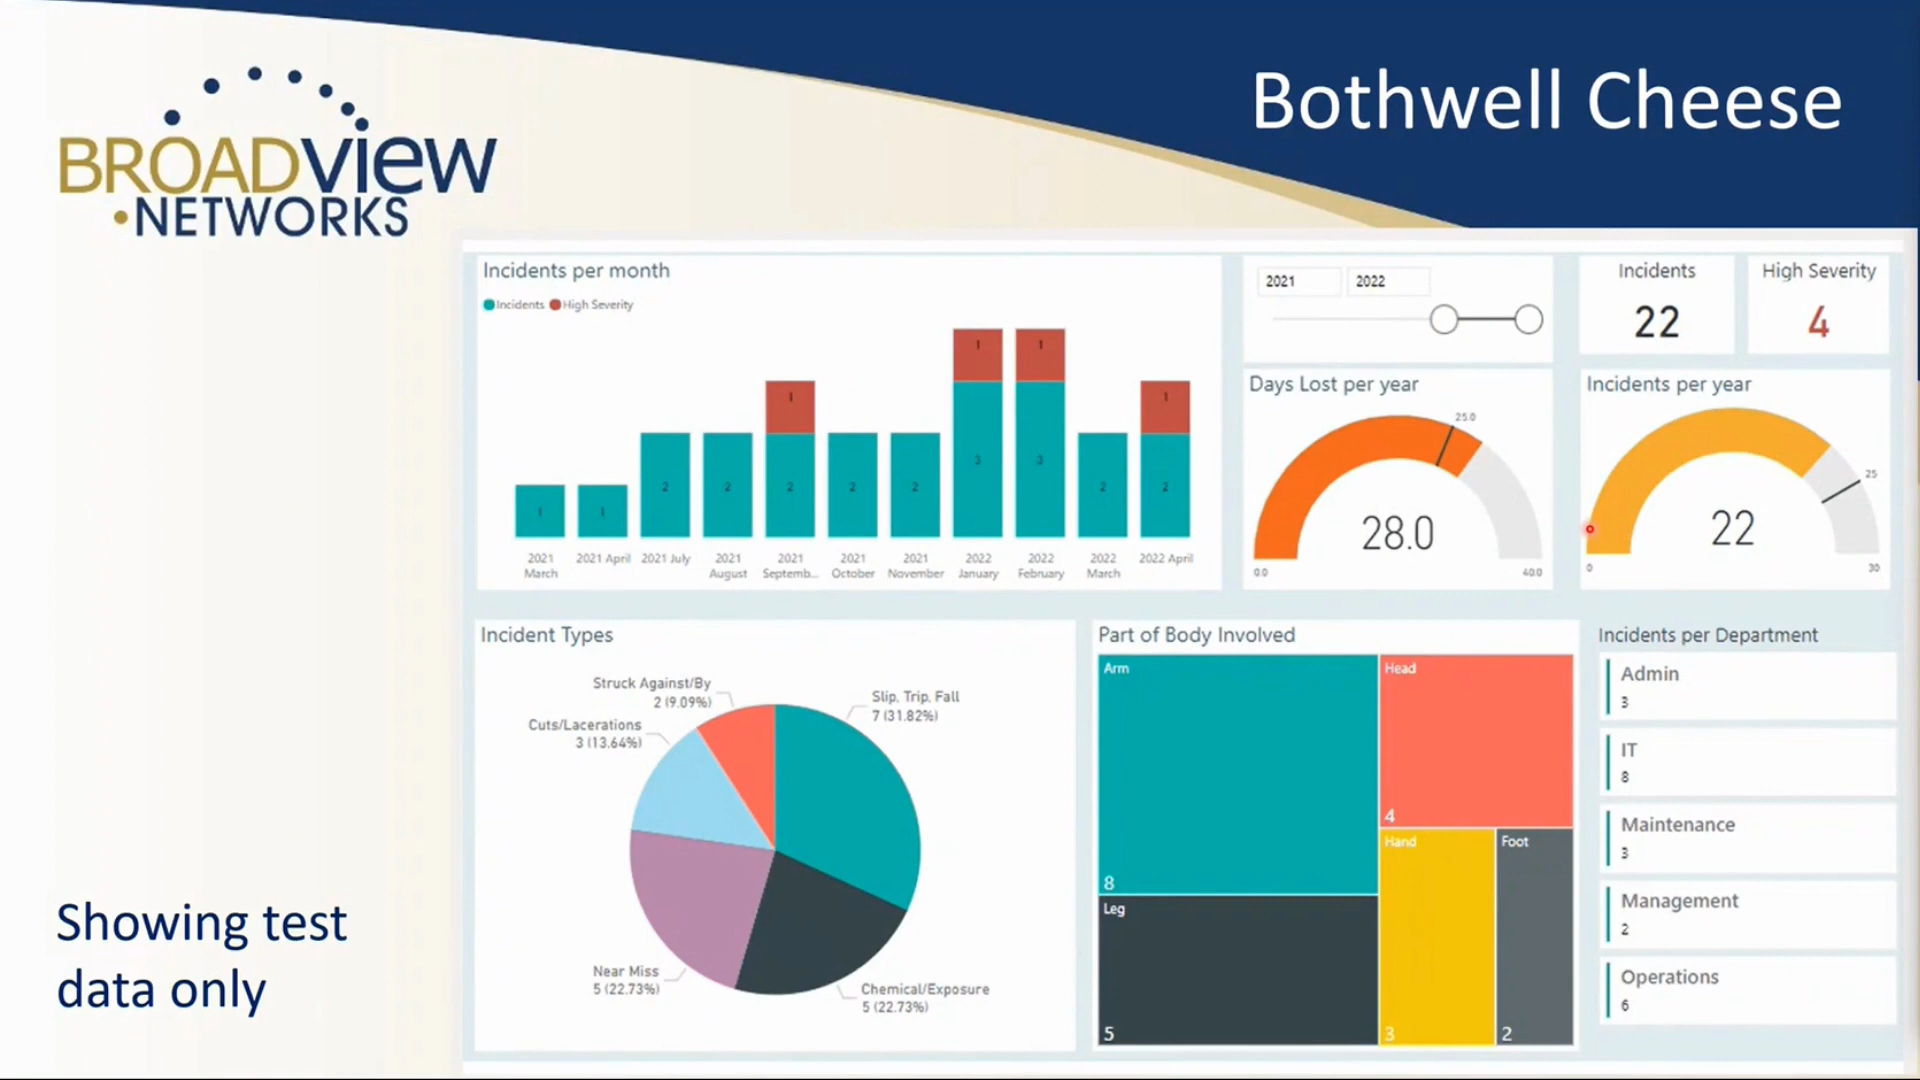 BROADview
•NETWORKS
Bothwell Cheese
Incidents per month
Incidents High Severity
1
1
2
2
1
2
2
2
1
3
1
3
2
1
2
2021 March
2021 April
2021 July
2021 August
2021 Septemb...
2021 October
2021 November
2022 January
2022 February
2022 March
2022 April
2021 2022
Incidents
22
High Severity
4
Days Lost per year
25.0
28.0
0.0 40.0
Incidents per year
25
22
0 30
Incident Types
Struck Against/By
2 (9.09%)
Slip, Trip, Fall
7 (31.82%)
Cuts/Lacerations
3 (13.64%)
Near Miss
5 (22.73%)
Chemical/Exposure
5 (22.73%)
Part of Body Involved
Arm
8
Leg
5
Head
4
Hand
3
Foot
2
Incidents per Department
Admin
3
IT
8
Maintenance
3
Management
2
Operations
6
Showing test
data only